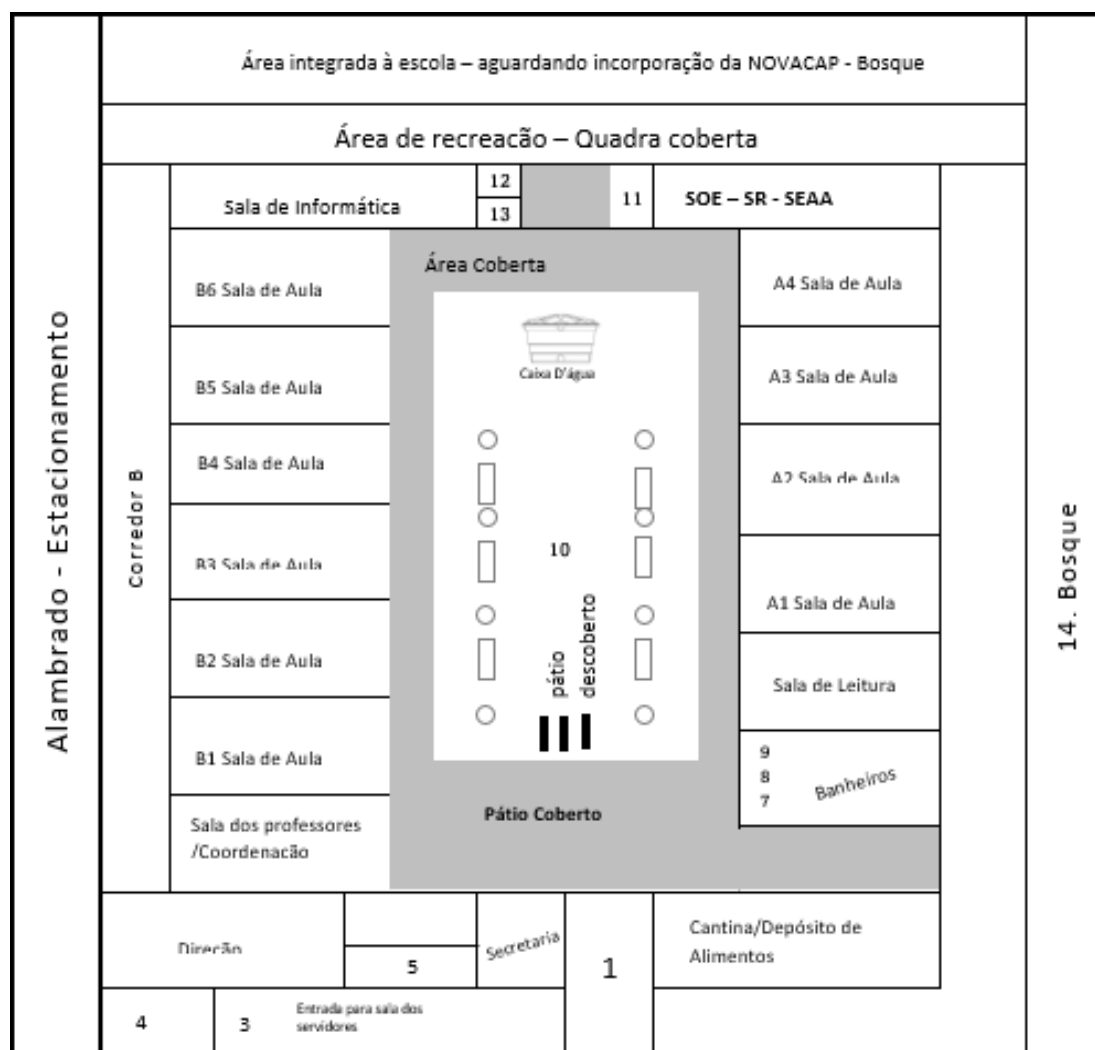 Área integrada à escola – aguardando incorporação da NOVACAP - Bosque
Área de recreacão – Quadra coberta
Alambrado - Estacionamento
Corredor B
Sala de Informática
12
13
11
SOE – SR - SEAA
Área Coberta
B6 Sala de Aula
B5 Sala de Aula
B4 Sala de Aula
B3 Sala de Aula
B2 Sala de Aula
B1 Sala de Aula
Sala dos professores
/Coordenacão
Caixa D'água
10
pátio
descoberto
Pátio Coberto
A4 Sala de Aula
A3 Sala de Aula
A2 Sala de Aula
A1 Sala de Aula
Sala de Leitura
9
8
7
Banheiros
14. Bosque
Direcão
5
Secretaria
1
Cantina/Depósito de
Alimentos
4
3
Entrada para sala dos
servidores